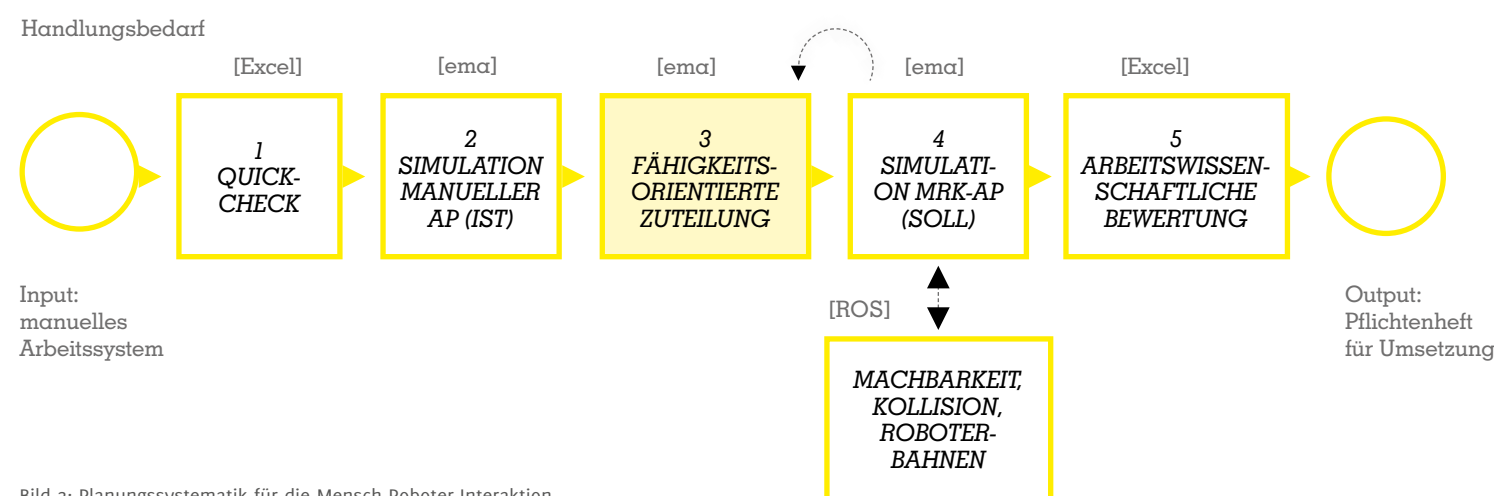 Handlungsbedarf
[Excel]
[ema]
[ema]
[ema]
[Excel]
1
QUICK-
CHECK
2
SIMULATION
MANUELLER
AP (IST)
3
FÄHIGKEITS-
ORIENTIERTE
ZUTEILUNG
4
SIMULATI-
ON MRK-AP
(SOLL)
5
ARBEITSWISSEN-
SCHAFTLICHE
BEWERTUNG
Input:
manuelles
Arbeitssystem
[ROS]
Output:
Pflichtenheft
für Umsetzung
MACHBARKEIT,
KOLLISION,
ROBOTER-
BAHNEN
Planungssystematik für die Mensch Roboter Interaktion